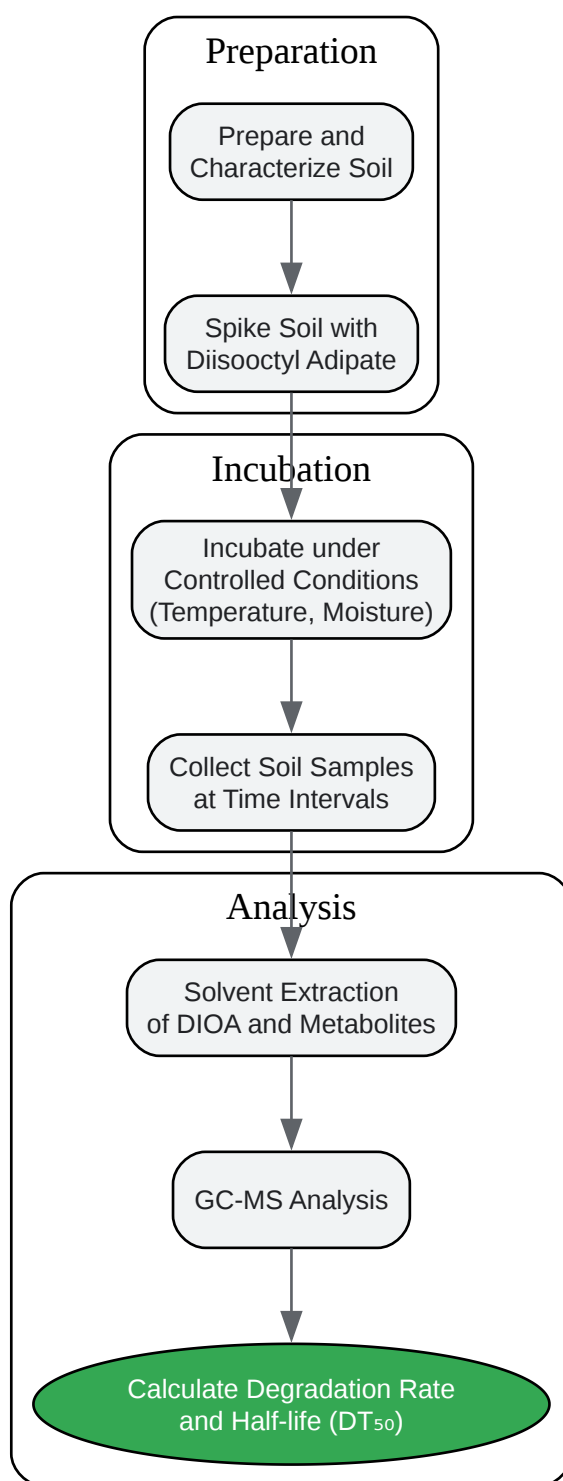 Preparation
Prepare and
Characterize Soil
Spike Soil with
Diisooctyl Adipate
Incubation
Incubate under
Controlled Conditions
(Temperature, Moisture)
Collect Soil Samples
at Time Intervals
Analysis
Solvent Extraction
of DIOA and Metabolites
GC-MS Analysis
Calculate Degradation Rate
and Half-life (DT₅₀)